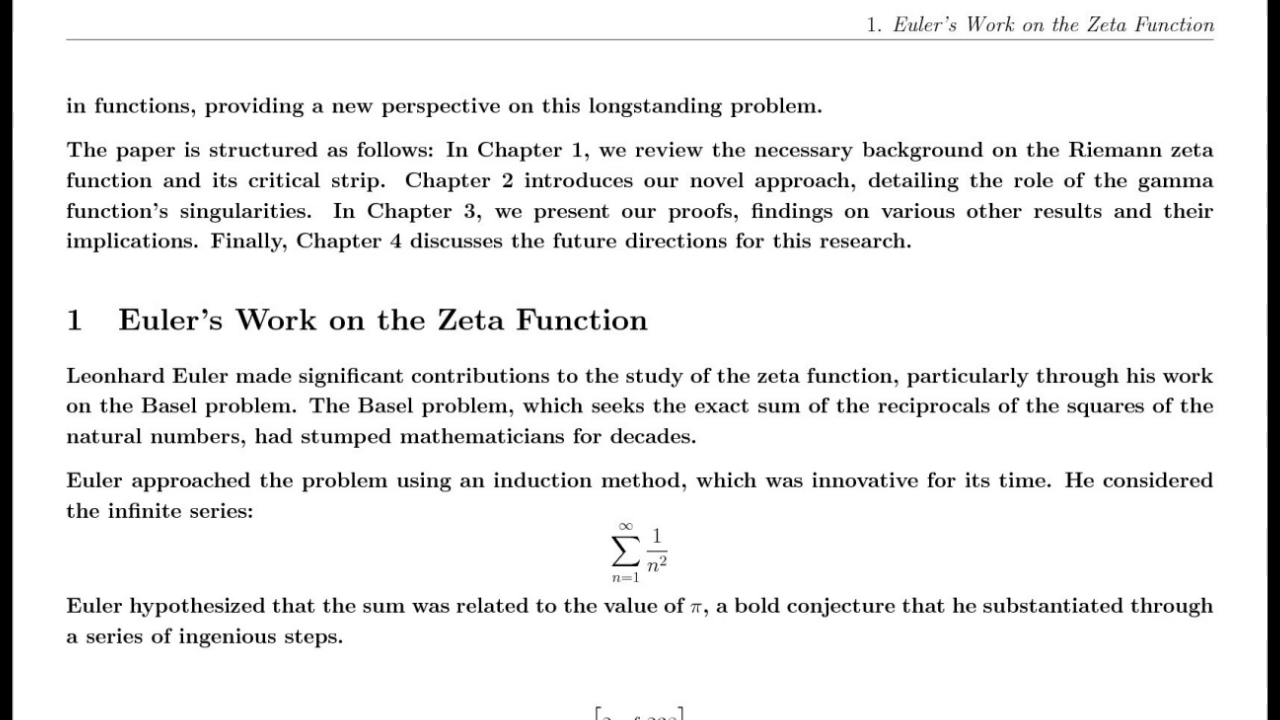 1. Euler's Work on the Zeta Function
in functions, providing a new perspective on this longstanding problem.
The paper is structured as follows: In Chapter 1, we review the necessary background on the Riemann zeta
function and its critical strip. Chapter 2 introduces our novel approach, detailing the role of the gamma
function's singularities. In Chapter 3, we present our proofs, findings on various other results and their
implications. Finally, Chapter 4 discusses the future directions for this research.
1 Euler's Work on the Zeta Function
Leonhard Euler made significant contributions to the study of the zeta function, particularly through his work
on the Basel problem. The Basel problem, which seeks the exact sum of the reciprocals of the squares of the
natural numbers, had stumped mathematicians for decades.
Euler approached the problem using an induction method, which was innovative for its time. He considered
the infinite series:
∞
∑ 1
n²
n=1
Euler hypothesized that the sum was related to the value of π, a bold conjecture that he substantiated through
a series of ingenious steps.